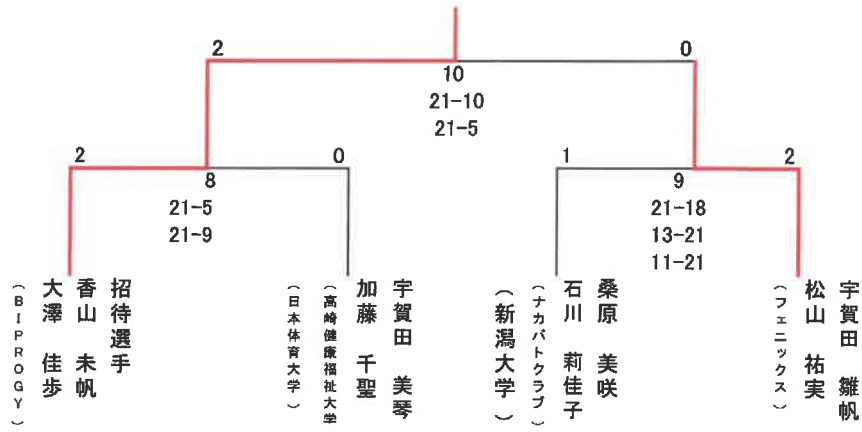 2
0
10
21-10
21-5
2
0
8
21-5
21-9
1
2
9
21-18
13-21
11-21
招待選手
香山 未帆
大澤 佳歩
(BIPROGY)
宇賀田 美琴
加藤 千聖
(高崎健康福祉大学
(日本体育大学)
桑原 美咲
石川 莉佳子
(ナカバトクラブ)
(新潟大学)
宇賀田 雛帆
松山 祐実
(フェニックス)